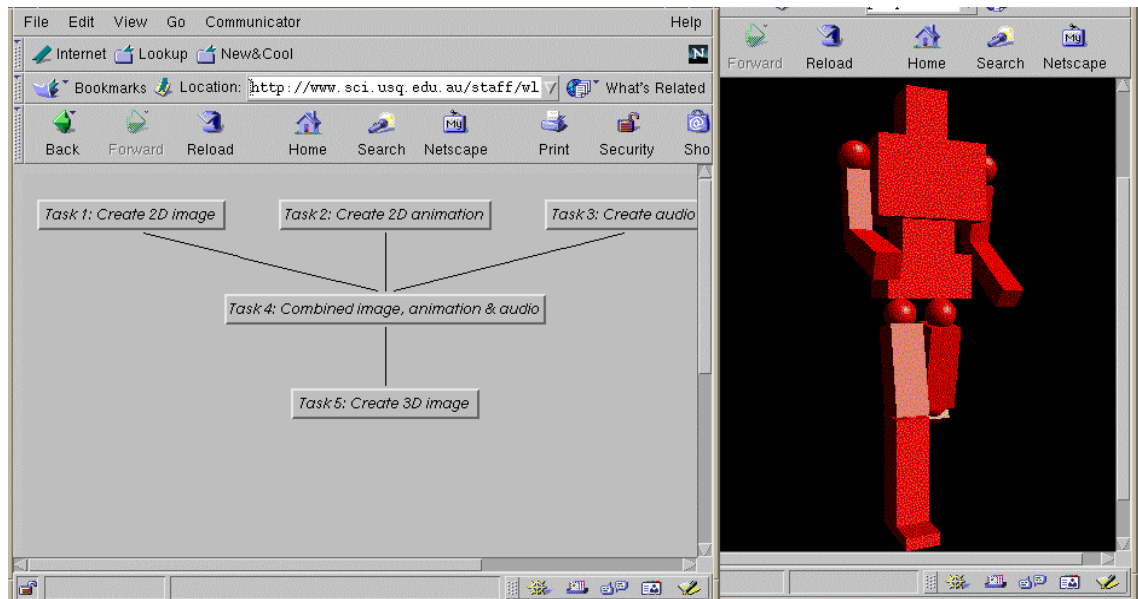 File Edit View Go Communicator Help
Internet Lookup New&Cool
N
Bookmarks Location: http://www.sci.usq.edu.au/staff/wl What's Related
My
Back Forward Reload Home Search Netscape Print Security Sho
Task 1: Create 2D image Task 2: Create 2D animation Task 3: Create audio
Task 4: Combined image, animation & audio
Task 5: Create 3D image
My
Forward Reload Home Search Netscape